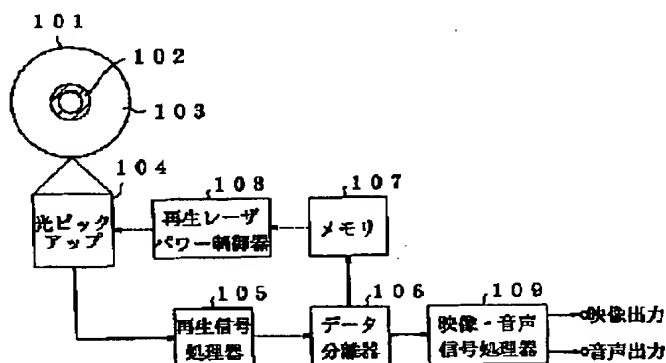 101
102
103
104
光ピック
アップ
108
再生レーザ
パワー制御器
107
メモリ
105
再生信号
処理器
106
データ
分離器
109
映像・音声
信号処理器
映像出力
音声出力